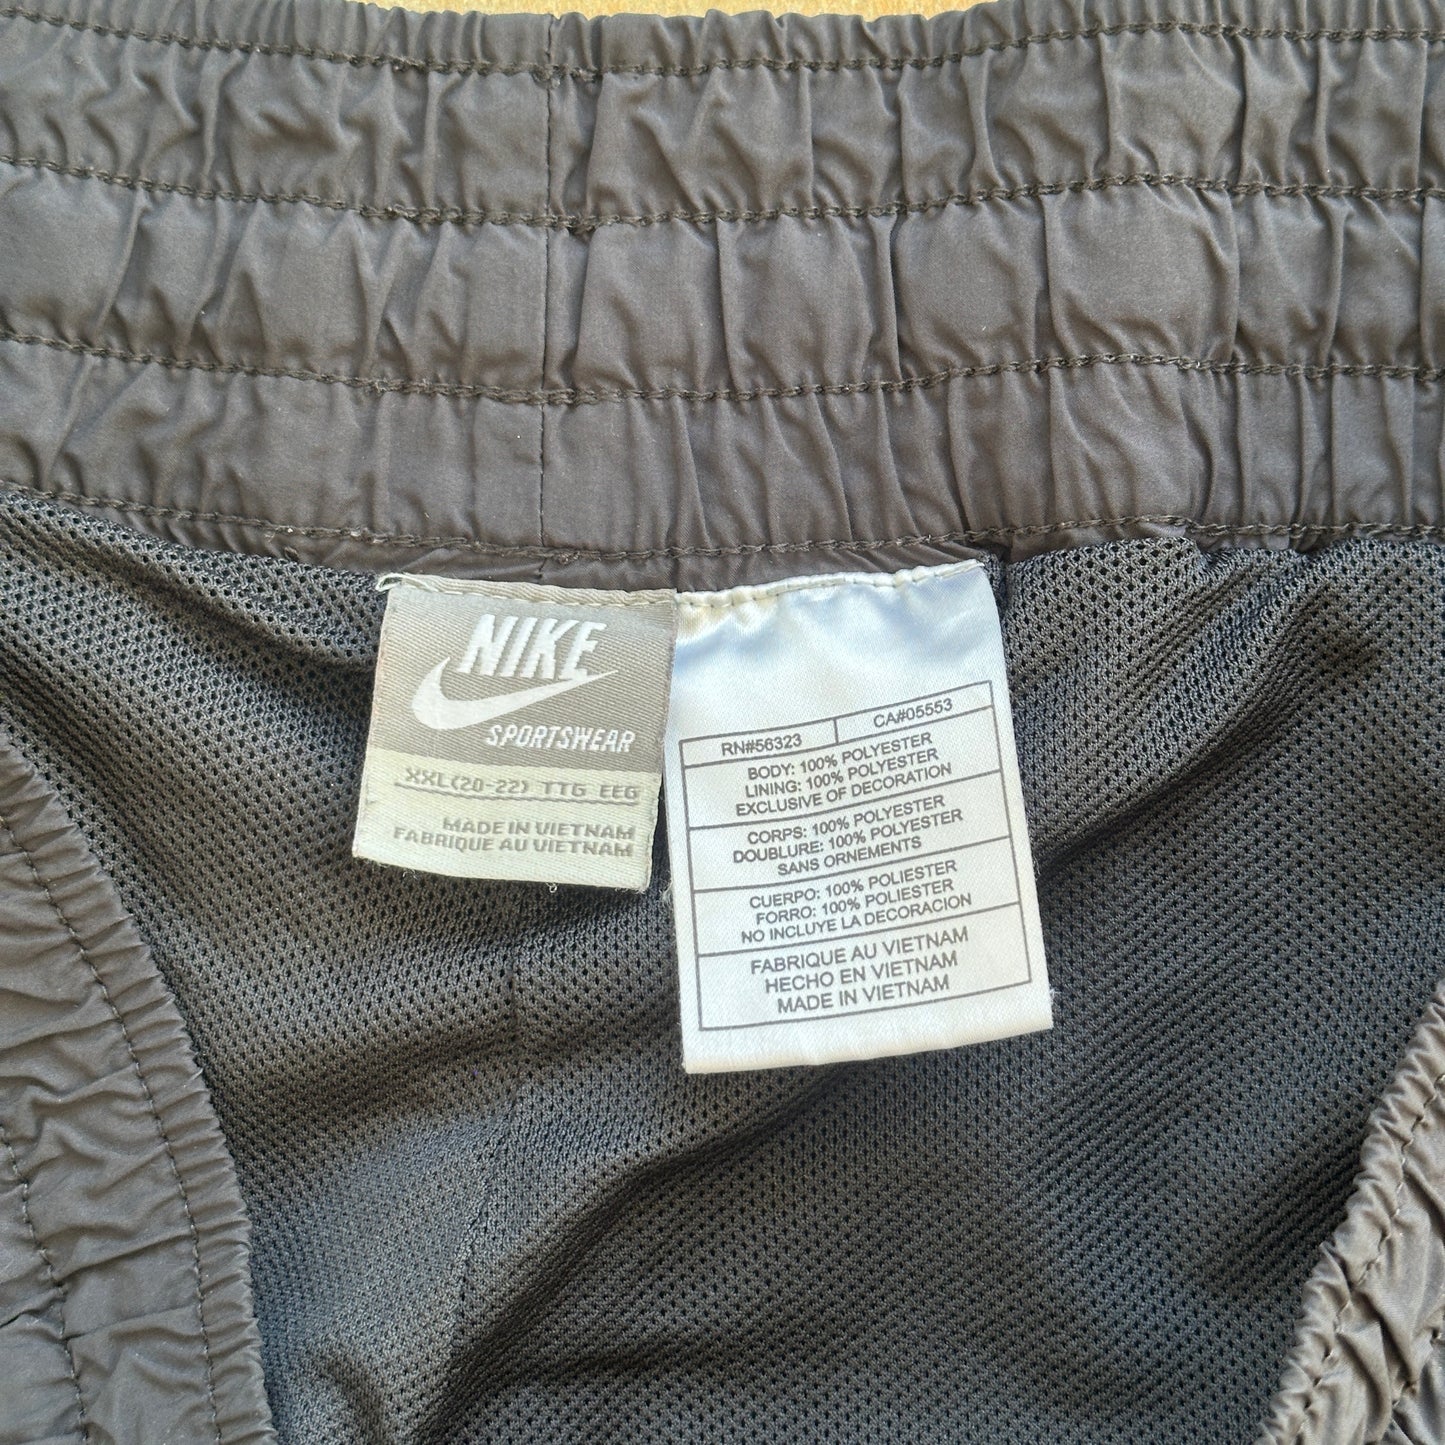 NIKE
SPORTSWEAR
XXL(20-22) TTG EEG
MADE IN VIETNAM
FABRIQUE AU VIETNAM
RN#56323
CA#05553
BODY: 100% POLYESTER
LINING: 100% POLYESTER
EXCLUSIVE OF DECORATION
CORPS: 100% POLYESTER
DOUBLURE: 100% POLYESTER
SANS ORNEMENTS
CUERPO: 100% POLIESTER
FORRO: 100% POLIESTER
NO INCLUYE LA DECORACION
FABRIQUE AU VIETNAM
HECHO EN VIETNAM
MADE IN VIETNAM